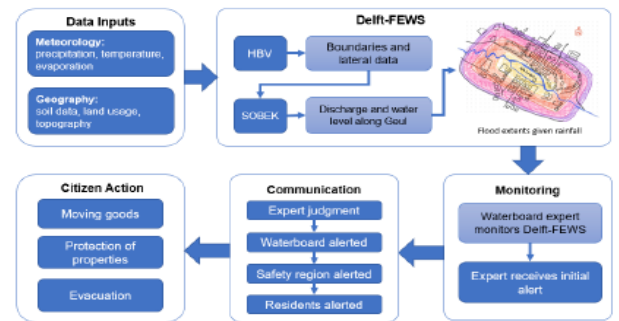 Data Inputs
Meteorology:
precipitation, temperature,
evaporation
Geography:
soil data, land usage,
topography
Delft-FEWS
HBV
Boundaries and
lateral data
SOBEK
Discharge and water
level along Geul
Flood extents given rainfall
Monitoring
Waterboard expert
monitors Delft-FEWS
Expert receives initial
alert
Communication
Expert judgment
Waterboard alerted
Safety region alerted
Residents alerted
Citizen Action
Moving goods
Protection of
properties
Evacuation